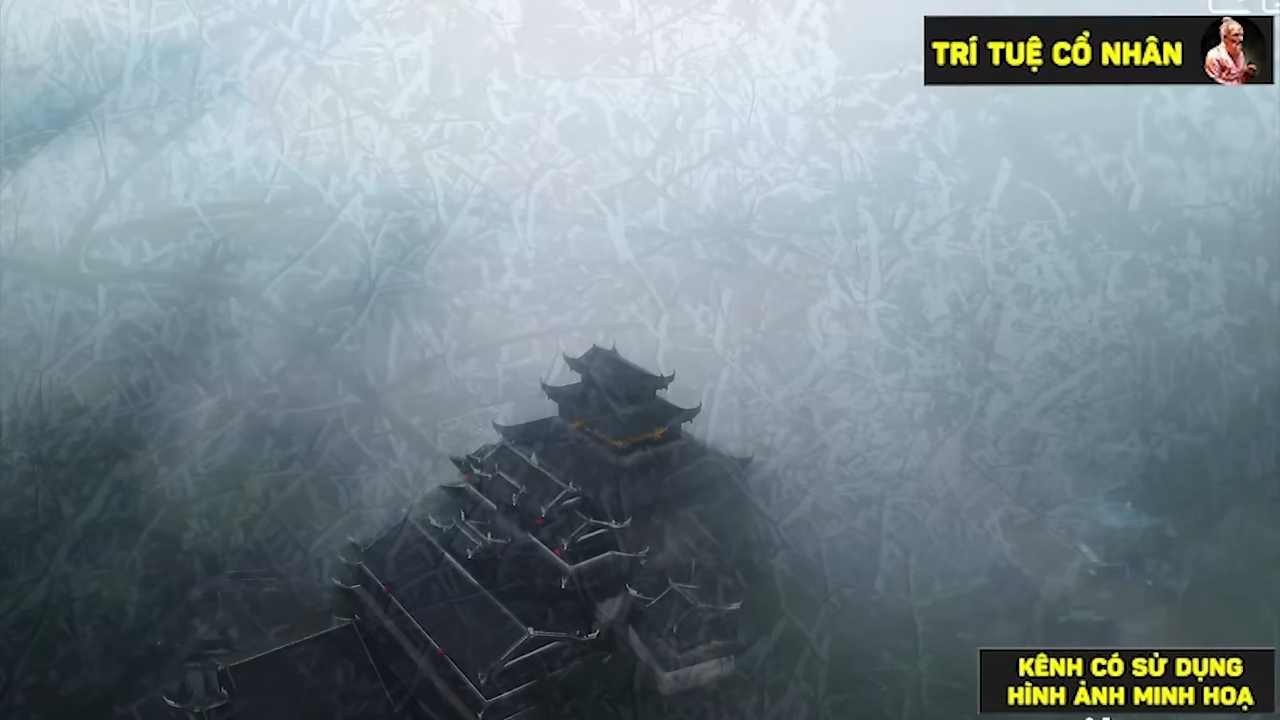 TRÍ TUỆ CỔ NHÂN
KÊNH CÓ SỬ DỤNG
HÌNH ẢNH MINH HOẠ